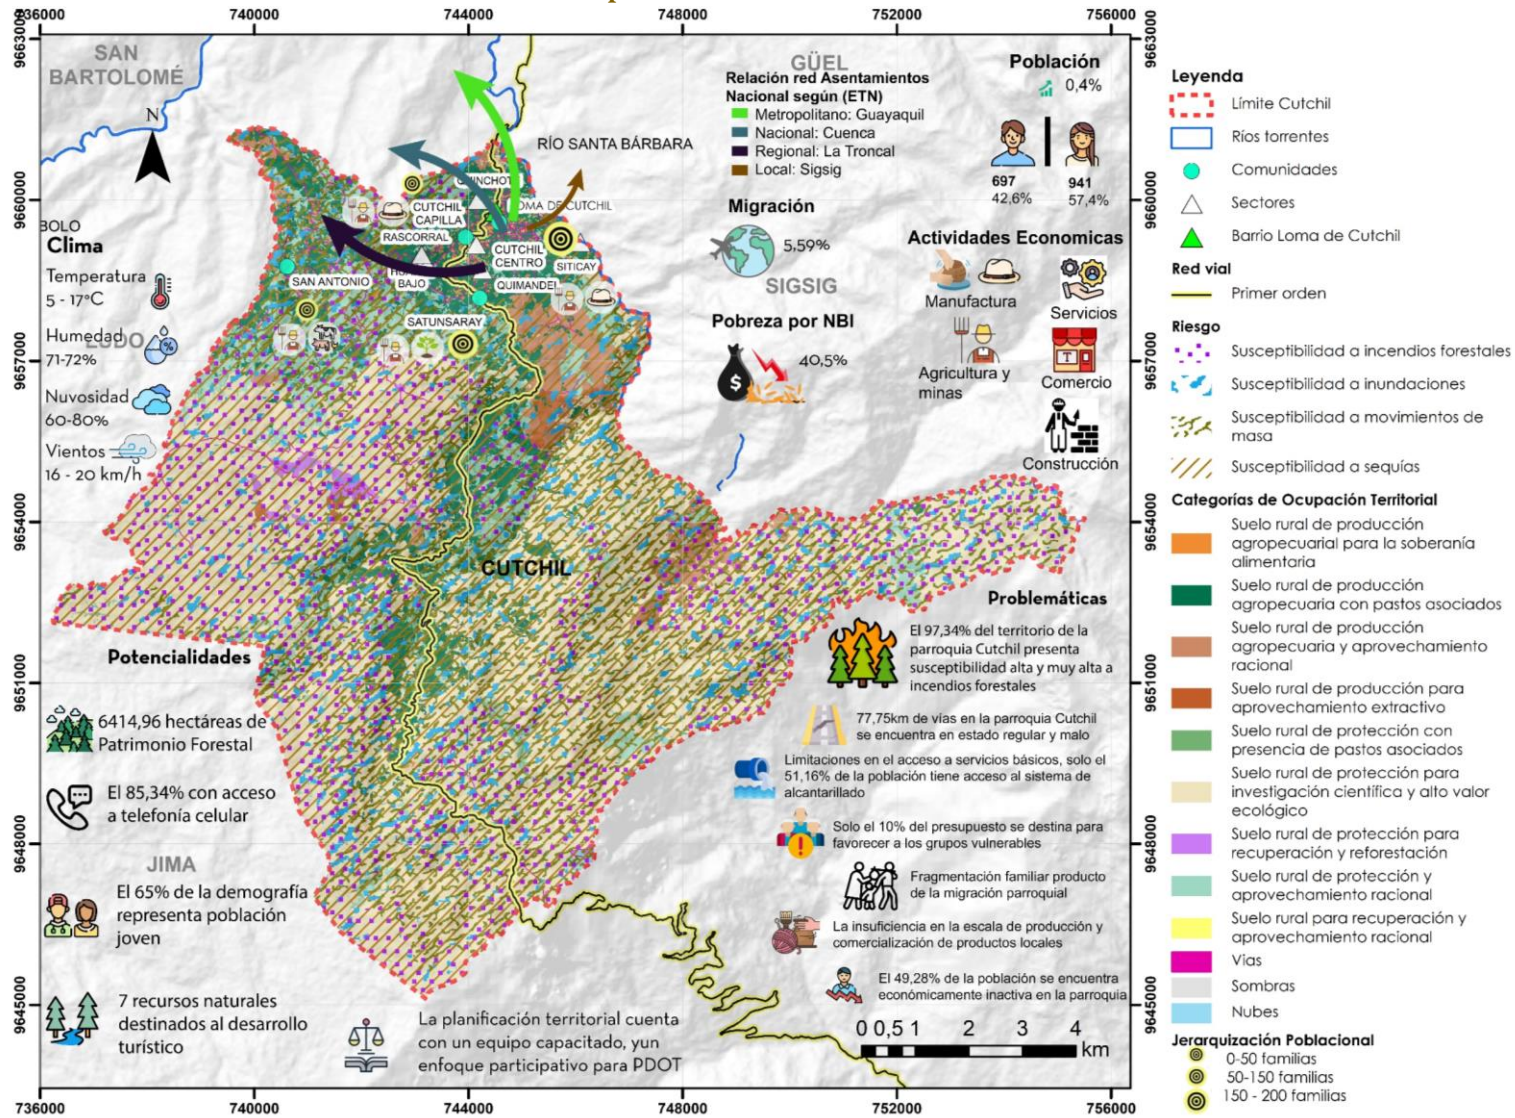 736000 740000 744000 748000 752000 756000
9663000
9660000
9657000
9654000
9651000
9648000
9645000
9663000
9660000
9657000
9654000
9651000
9648000
9645000
SAN
BARTOLOMÉ
N
BOLO
LUDO
JIMA
GÜEL
SIGSIG
RÍO SANTA BÁRBARA
Clima
Temperatura
5 - 17°C
Humedad
71-72%
Nuvosidad
60-80%
Vientos
16 - 20 km/h
CUTCHIL
CAPILLA
RASCORRAL
CUTCHIL
CENTRO
SITICAY
SAN ANTONIO
BAJO
QUIMANDEL
SATUNSARAY
CUTCHIL
Relación red Asentamientos
Nacional según (ETN)
Metropolitano: Guayaquil
Nacional: Cuenca
Regional: La Troncal
Local: Sigsig
Migración
5,59%
Pobreza por NBI
$
40,5%
Población
0,4%
697
42,6%
941
57,4%
Actividades Economicas
Manufactura
Servicios
Agricultura y
minas
T
Comercio
Construcción
Potencialidades
6414,96 hectáreas de
Patrimonio Forestal
El 85,34% con acceso
a telefonía celular
El 65% de la demografía
representa población
joven
7 recursos naturales
destinados al desarrollo
turístico
La planificación territorial cuenta
con un equipo capacitado, yun
enfoque participativo para PDOT
Problemáticas
El 97,34% del territorio de la
parroquia Cutchil presenta
susceptibilidad alta y muy alta a
incendios forestales
77,75km de vías en la parroquia Cutchil
se encuentra en estado regular y malo
Limitaciones en el acceso a servicios básicos, solo el
51,16% de la población tiene acceso al sistema de
alcantarillado
Solo el 10% del presupuesto se destina para
favorecer a los grupos vulnerables
Fragmentación familiar producto
de la migración parroquial
La insuficiencia en la escala de producción y
comercialización de productos locales
El 49,28% de la población se encuentra
económicamente inactiva en la parroquia
0 0,5 1 2 3 4
km
736000 740000 744000 748000 752000 756000
Leyenda
Límite Cutchil
Ríos torrentes
Comunidades
Sectores
Barrio Loma de Cutchil
Red vial
Primer orden
Riesgo
Susceptibilidad a incendios forestales
Susceptibilidad a inundaciones
Susceptibilidad a movimientos de
masa
Susceptibilidad a sequías
Categorías de Ocupación Territorial
Suelo rural de producción
agropecuarial para la soberanía
alimentaria
Suelo rural de producción
agropecuaria con pastos asociados
Suelo rural de producción
agropecuaria y aprovechamiento
racional
Suelo rural de producción para
aprovechamiento extractivo
Suelo rural de protección con
presencia de pastos asociados
Suelo rural de protección para
investigación científica y alto valor
ecológico
Suelo rural de protección para
recuperación y reforestación
Suelo rural de protección y
aprovechamiento racional
Suelo rural para recuperación y
aprovechamiento racional
Vías
Sombras
Nubes
Jerarquización Poblacional
0-50 familias
50-150 familias
150 - 200 familias